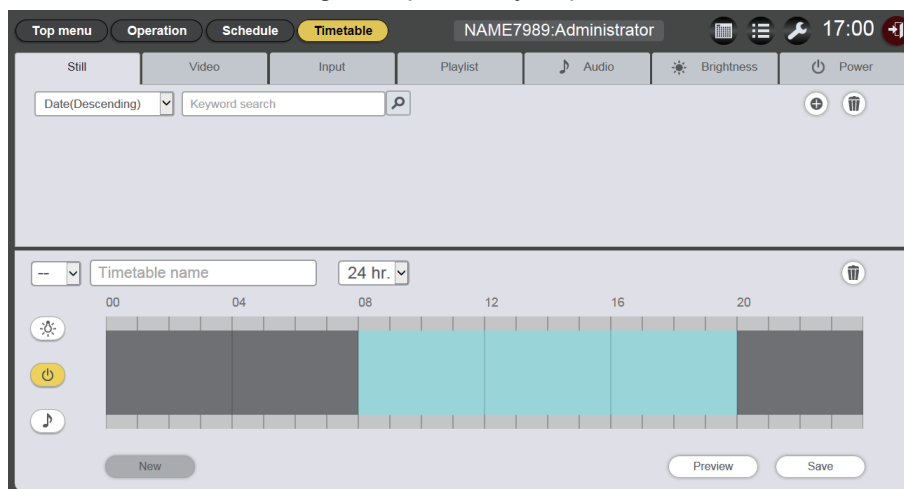 Top menu Operation Schedule Timetable NAME7989:Administrator 17:00
Still Video Input Playlist Audio Brightness Power
Date(Descending) Keyword search
-- Timetable name 24 hr.
00 04 08 12 16 20
New Preview Save